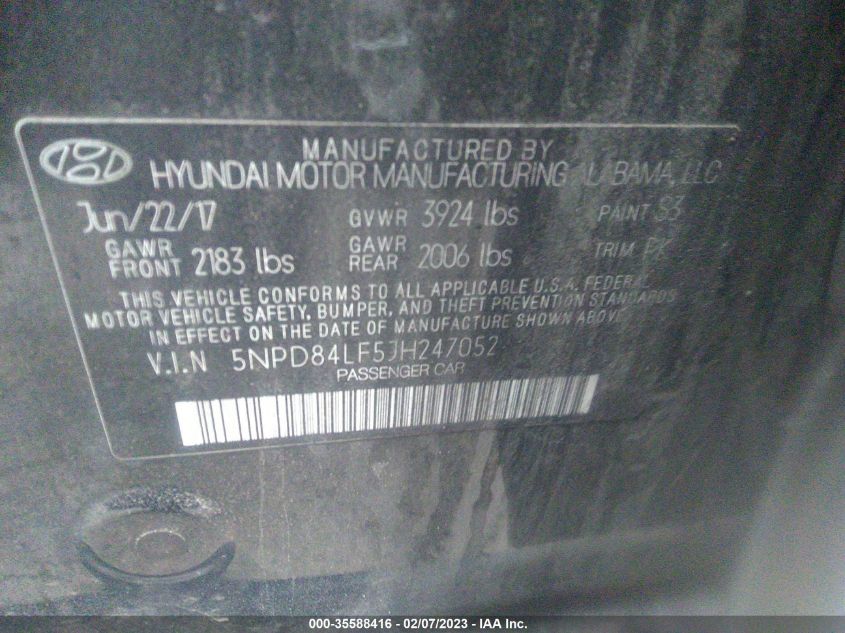 MANUFACTURED BY
HYUNDAI MOTOR MANUFACTURING ALABAMA, LLC
Jun/22/17 GVWR 3924 lbs PAINT S3
GAWR FRONT 2183 lbs GAWR REAR 2006 lbs TRIM PK
THIS VEHICLE CONFORMS TO ALL APPLICABLE U.S.A. FEDERAL
MOTOR VEHICLE SAFETY, BUMPER, AND THEFT PREVENTION STANDARDS
IN EFFECT ON THE DATE OF MANUFACTURE SHOWN ABOVE
V.I.N 5NPD84LF5JH247052
PASSENGER CAR
000-35588416 - 02/07/2023 - © IAA, Inc.